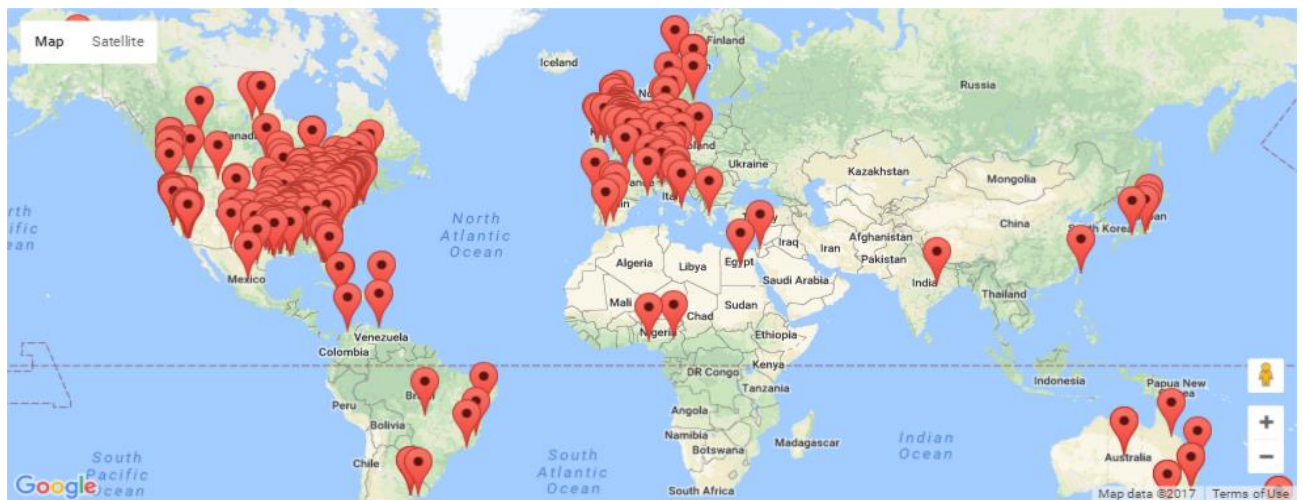 Map Satellite
Iceland
Finland
Russia
Canada
Ukraine
Kazakhstan
Mongolia
North
Atlantic
Ocean
China
South Korea
Iraq
Iran
Afghanistan
Pakistan
Algeria
Libya
Egypt
Saudi Arabia
India
Mexico
Mali
Chad
Sudan
Thailand
Nigeria
Ethiopia
Venezuela
Colombia
DR Congo
Kenya
Tanzania
Indonesia
Papua New
Peru
Bolivia
Angola
Namibia
Botswana
Madagascar
Indian
Ocean
Australia
South
Pacific
Ocean
Chile
South
Atlantic
Ocean
South Africa
+
−
Google
Map data ©2017 Terms of Use